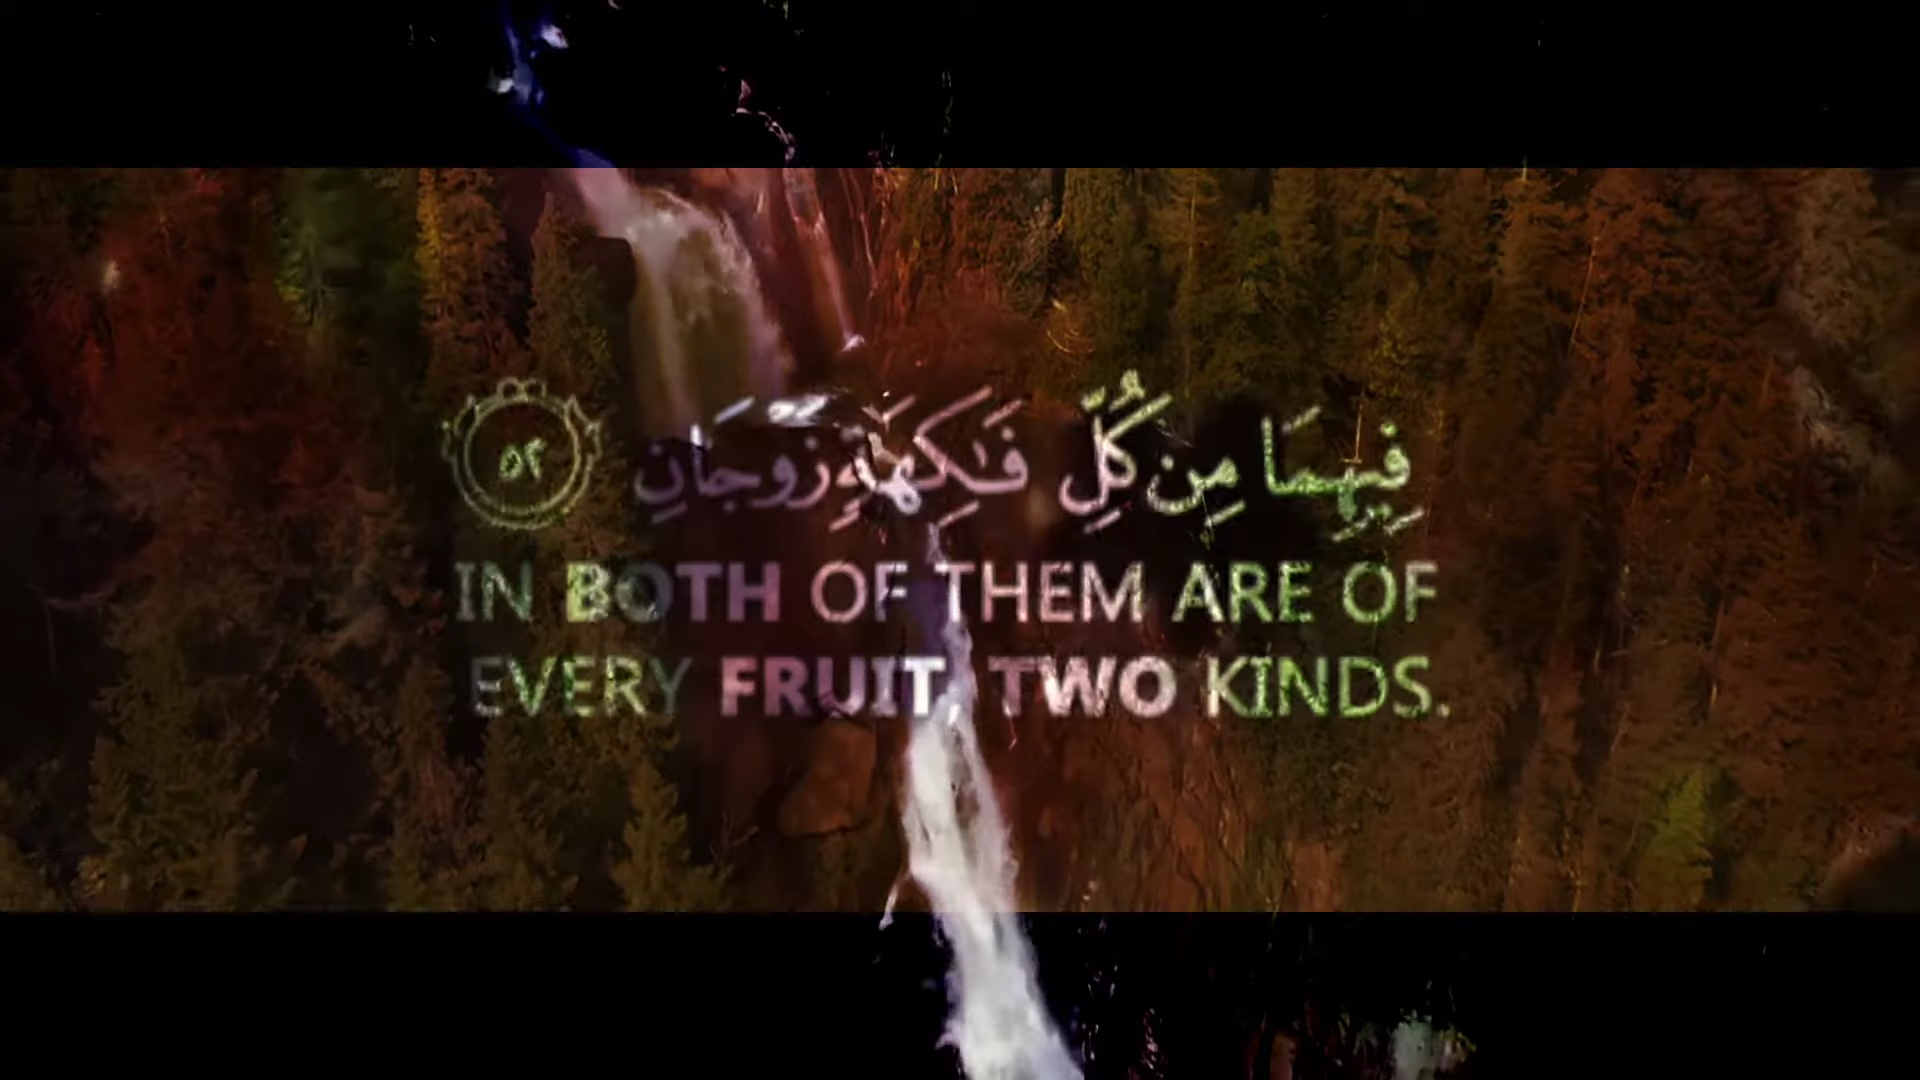 فِيهِمَا مِن كُلِّ فَـٰكِهَةٍ زَوْجَانِ ٥٢
IN BOTH OF THEM ARE OF
EVERY FRUIT, TWO KINDS.